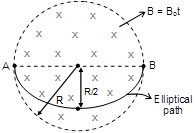 B = B₀t
A
B
R/2
R
Elliptical
path